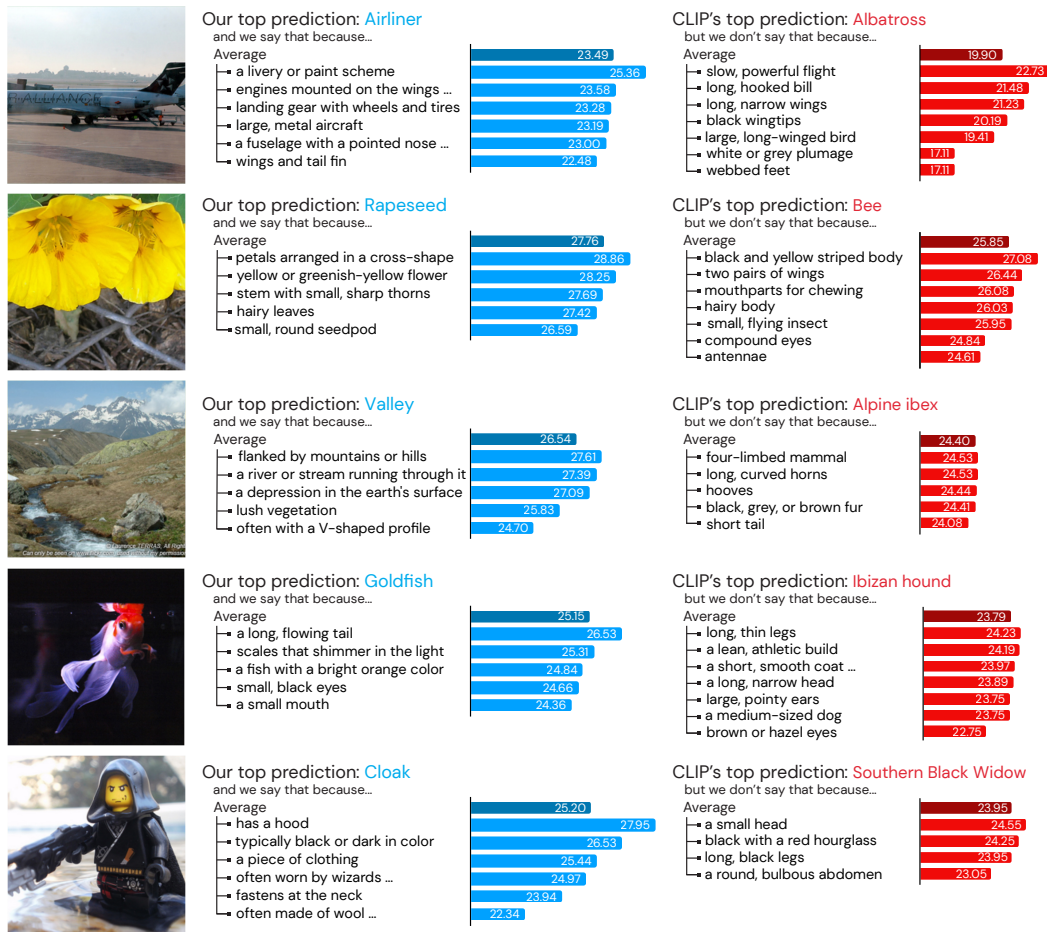 Our top prediction: Airliner
and we say that because...
Average 23.49
a livery or paint scheme 25.36
engines mounted on the wings ... 23.58
landing gear with wheels and tires 23.28
large, metal aircraft 23.19
a fuselage with a pointed nose ... 23.00
wings and tail fin 22.48
CLIP's top prediction: Albatross
but we don't say that because...
Average 19.90
slow, powerful flight 22.73
long, hooked bill 21.48
long, narrow wings 21.23
black wingtips 20.19
large, long-winged bird 19.41
white or grey plumage 17.11
webbed feet 17.11
Our top prediction: Rapeseed
and we say that because...
Average 27.76
petals arranged in a cross-shape 28.86
yellow or greenish-yellow flower 28.25
stem with small, sharp thorns 27.69
hairy leaves 27.42
small, round seedpod 26.59
CLIP's top prediction: Bee
but we don't say that because...
Average 25.85
black and yellow striped body 27.08
two pairs of wings 26.44
mouthparts for chewing 26.08
hairy body 26.03
small, flying insect 25.95
compound eyes 24.84
antennae 24.61
Our top prediction: Valley
and we say that because...
Average 26.54
flanked by mountains or hills 27.61
a river or stream running through it 27.39
a depression in the earth's surface 27.09
lush vegetation 25.83
often with a V-shaped profile 24.70
CLIP's top prediction: Alpine ibex
but we don't say that because...
Average 24.40
four-limbed mammal 24.53
long, curved horns 24.53
hooves 24.44
black, grey, or brown fur 24.41
short tail 24.08
Our top prediction: Goldfish
and we say that because...
Average 25.15
a long, flowing tail 26.53
scales that shimmer in the light 25.31
a fish with a bright orange color 24.84
small, black eyes 24.66
a small mouth 24.36
CLIP's top prediction: Ibizan hound
but we don't say that because...
Average 23.79
long, thin legs 24.23
a lean, athletic build 24.19
a short, smooth coat ... 23.97
a long, narrow head 23.89
large, pointy ears 23.75
a medium-sized dog 23.75
brown or hazel eyes 22.75
Our top prediction: Cloak
and we say that because...
Average 25.20
has a hood 27.95
typically black or dark in color 26.53
a piece of clothing 25.44
often worn by wizards ... 24.97
fastens at the neck 23.94
often made of wool ... 22.34
CLIP's top prediction: Southern Black Widow
but we don't say that because...
Average 23.95
a small head 24.55
black with a red hourglass 24.25
long, black legs 23.95
a round, bulbous abdomen 23.05